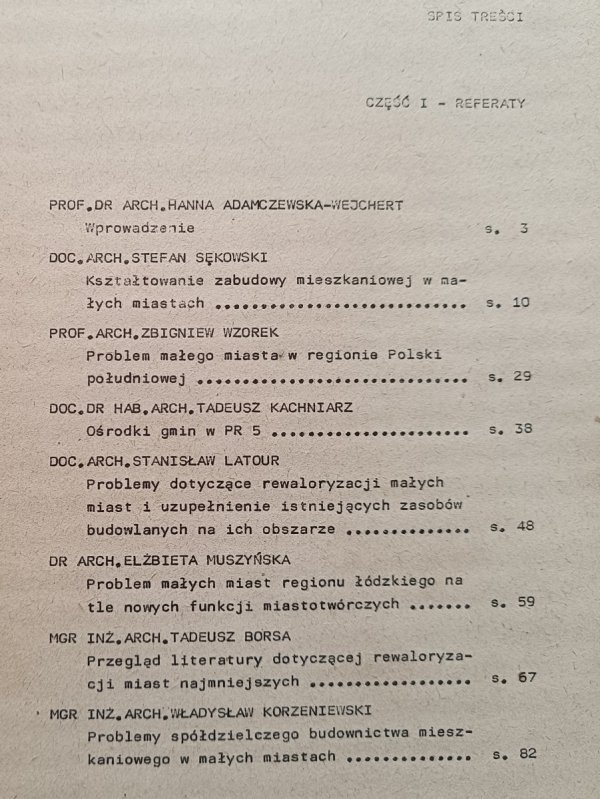 SPIS TREŚCI
CZĘŚĆ I - REFERATY
PROF.DR ARCH.HANNA ADAMCZEWSKA-WEJCHERT
Wprowadzenie s. 3
DOC.ARCH.STEFAN SĘKOWSKI
Kształtowanie zabudowy mieszkaniowej w ma-
łych miastach ............................ s. 10
PROF.ARCH.ZBIGNIEW WZOREK
Problem małego miasta w regionie Polski
południowej .............................. s. 29
DOC.DR HAB.ARCH.TADEUSZ KACHNIARZ
Ośrodki gmin w PR 5 ...................... s. 38
DOC.ARCH.STANISŁAW LATOUR
Problemy dotyczące rewaloryzacji małych
miast i uzupełnienie istniejących zasobów
budowlanych na ich obszarze .............. s. 48
DR ARCH.ELŻBIETA MUSZYŃSKA
Problem małych miast regionu łódzkiego na
tle nowych funkcji miastotwórczych ....... s. 59
MGR INŻ.ARCH.TADEUSZ BORSA
Przegląd literatury dotyczącej rewaloryza-
cji miast najmniejszych .................. s. 67
MGR INŻ.ARCH.WŁADYSŁAW KORZENIEWSKI
Problemy spółdzielczego budownictwa miesz-
kaniowego w małych miastach .............. s. 82